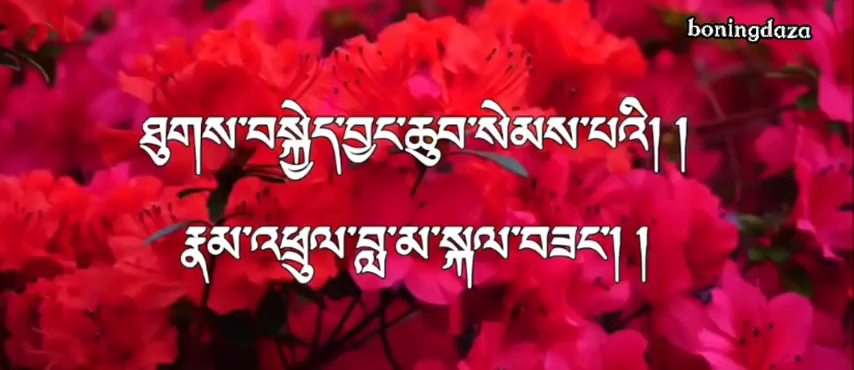 boningdaza
ཐུགས་བསྐྱེད་བྱང་ཆུབ་སེམས་པའི། །
རྣམ་འཕྲུལ་བླ་མ་སྐལ་བཟང་། །